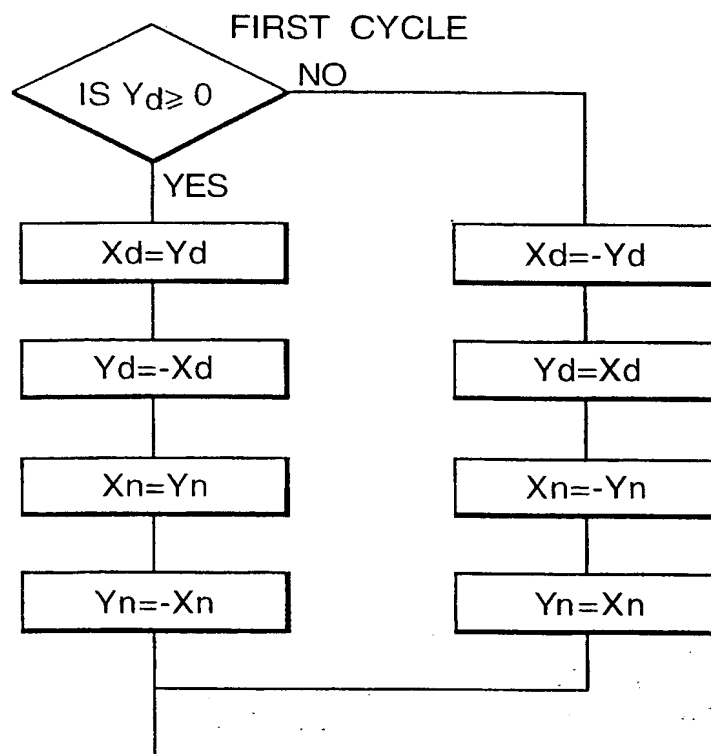 FIRST CYCLE
IS Yd≥ 0
NO
YES
Xd=Yd
Yd=-Xd
Xn=Yn
Yn=-Xn
Xd=-Yd
Yd=Xd
Xn=-Yn
Yn=Xn